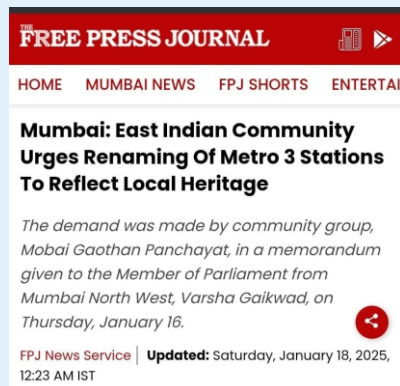 THE
FREE PRESS JOURNAL
HOME MUMBAI NEWS FPJ SHORTS ENTERTAI
Mumbai: East Indian Community
Urges Renaming Of Metro 3 Stations
To Reflect Local Heritage
The demand was made by community group,
Mobai Gaothan Panchayat, in a memorandum
given to the Member of Parliament from
Mumbai North West, Varsha Gaikwad, on
Thursday, January 16.
FPJ News Service | Updated: Saturday, January 18, 2025,
12:23 AM IST